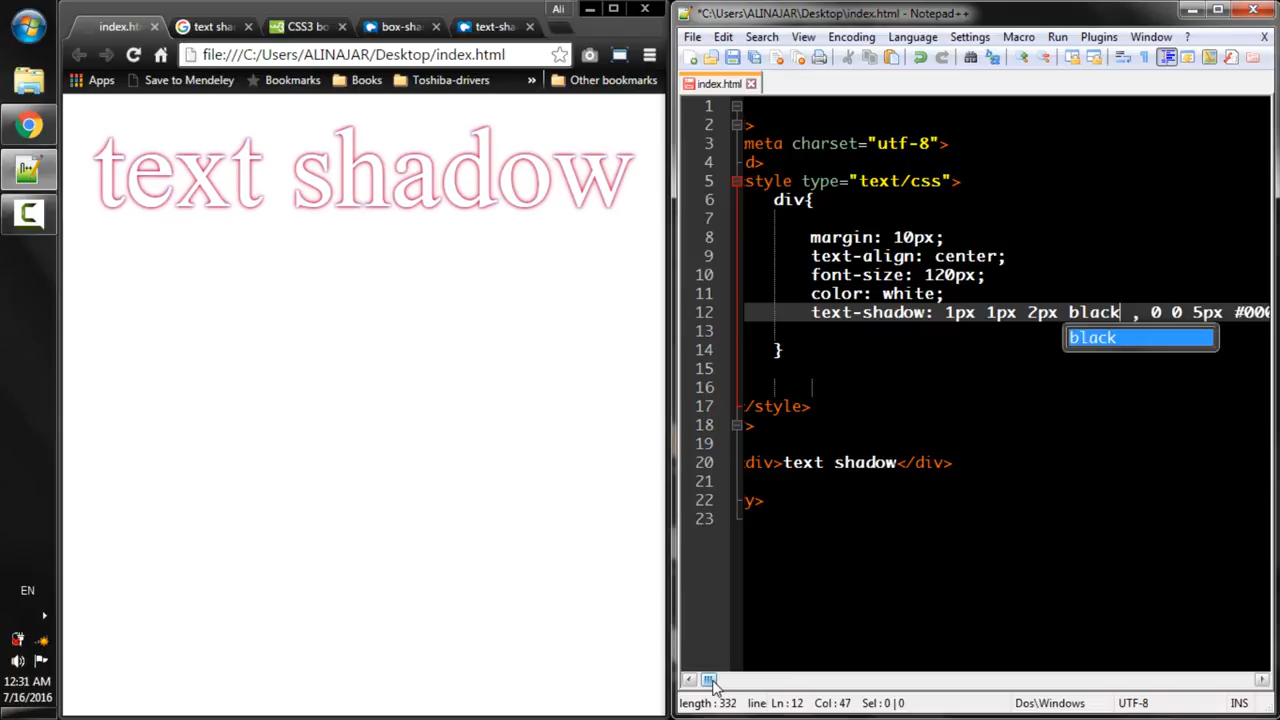 Ali
index.ht
text sha
CSS3 bo
box-sha
text-sha
file:///C:/Users/ALINAJAR/Desktop/index.html
Apps
Save to Mendeley
Bookmarks
Books
Toshiba-drivers
»
Other bookmarks
text shadow
EN
12:31 AM
7/16/2016
*C:\Users\ALINAJAR\Desktop\index.html - Notepad++
File Edit Search View Encoding Language Settings Macro Run Plugins Window ? X
index.html
1
2 >
3 meta charset="utf-8">
4 d>
5 style type="text/css">
6 div{
7
8 margin: 10px;
9 text-align: center;
10 font-size: 120px;
11 color: white;
12 text-shadow: 1px 1px 2px black , 0 0 5px #000
black
13
14 }
15
16
17 /style>
18 >
19
20 div>text shadow</div>
21
22 y>
23
length : 332 line Ln : 12 Col : 47 Sel : 0 | 0 Dos\Windows UTF-8 INS